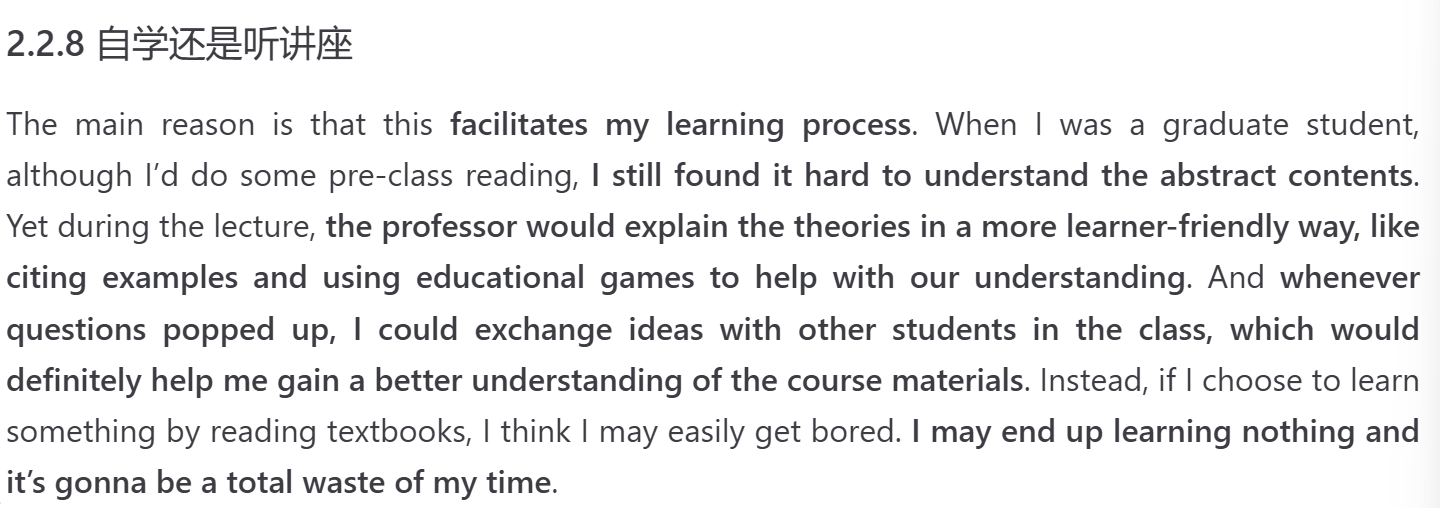 2.2.8 自学还是听讲座
The main reason is that this facilitates my learning process. When I was a graduate student,
although I’d do some pre-class reading, I still found it hard to understand the abstract contents.
Yet during the lecture, the professor would explain the theories in a more learner-friendly way, like
citing examples and using educational games to help with our understanding. And whenever
questions popped up, I could exchange ideas with other students in the class, which would
definitely help me gain a better understanding of the course materials. Instead, if I choose to learn
something by reading textbooks, I think I may easily get bored. I may end up learning nothing and
it’s gonna be a total waste of my time.